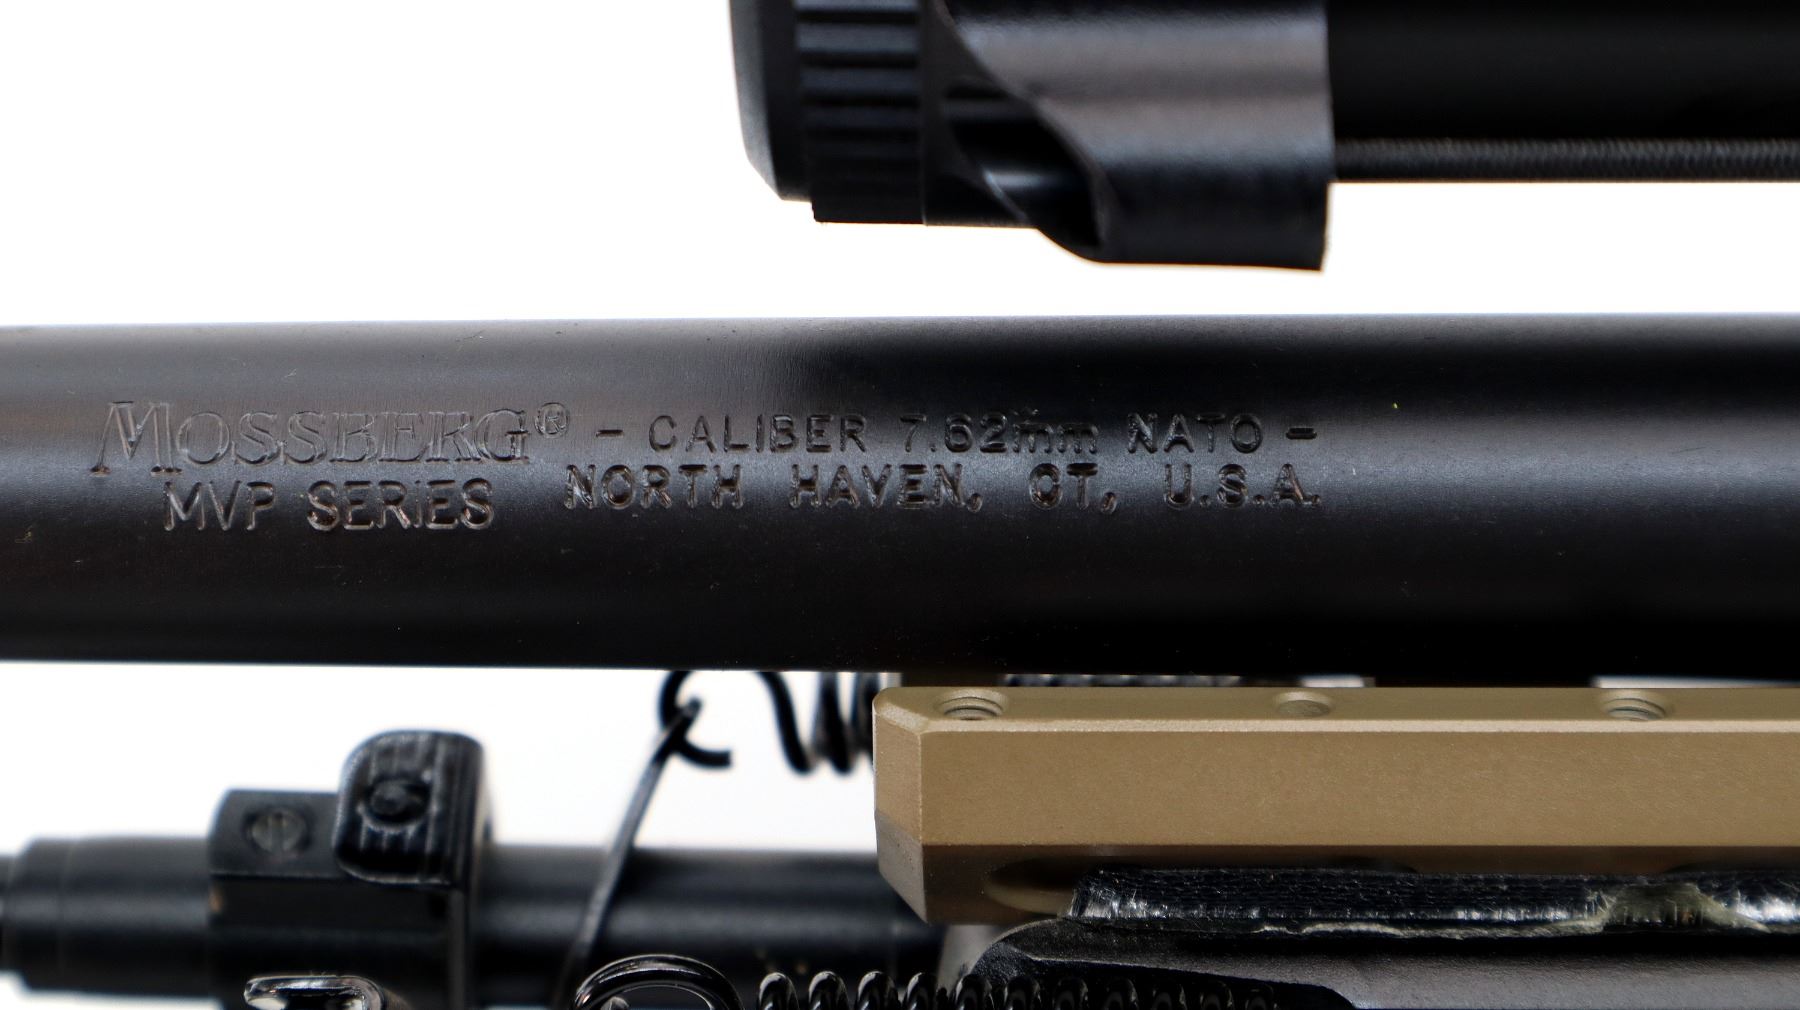 MOSSBERG® - CALIBER 7.62mm NATO -
MVP SERIES NORTH HAVEN, CT, U.S.A.